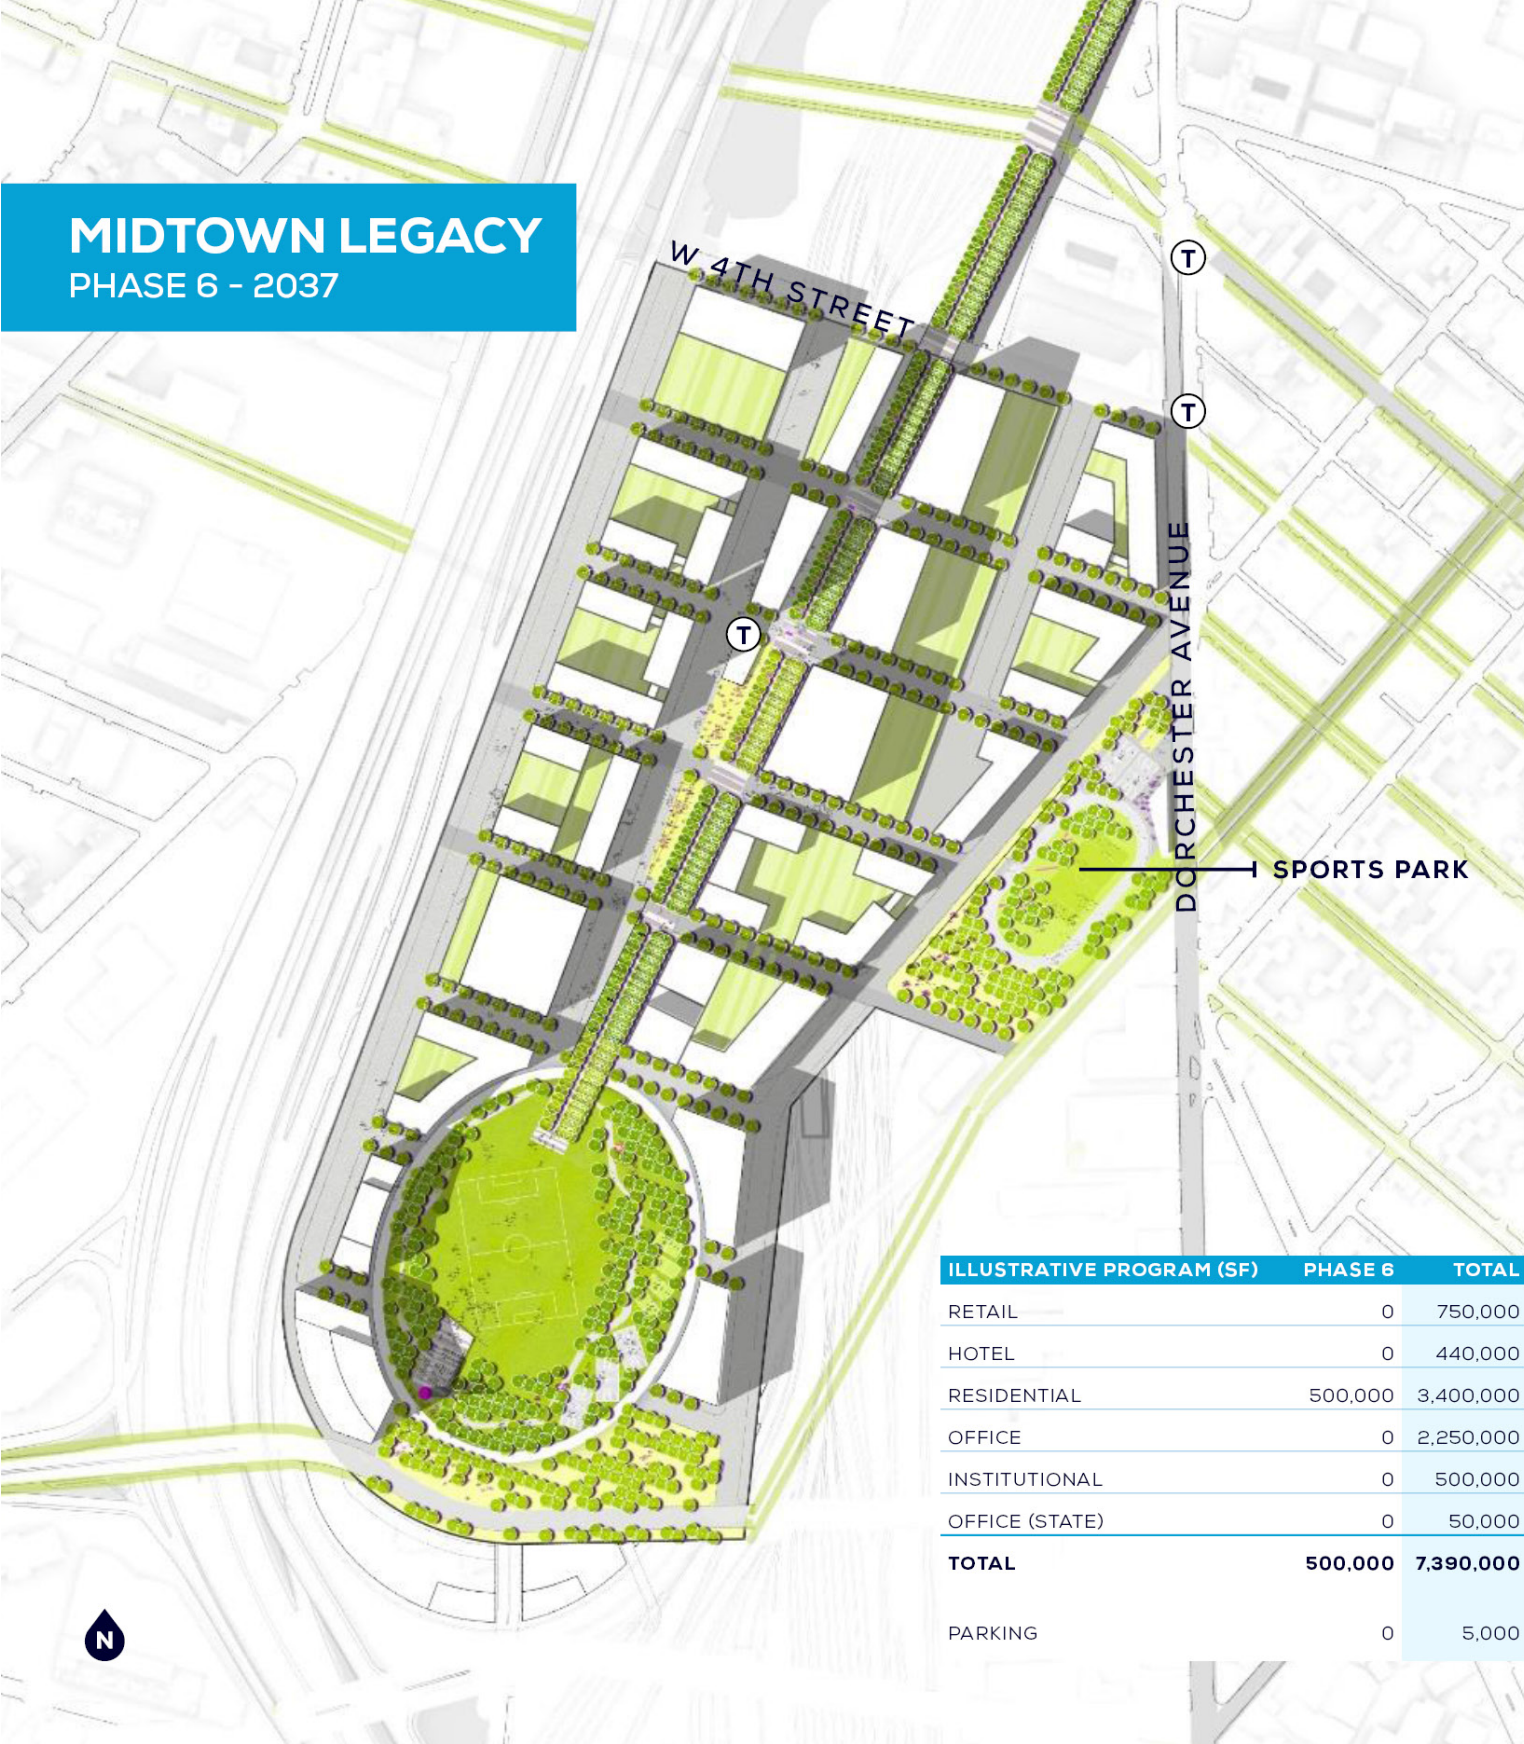 MIDTOWN LEGACY
PHASE 6 - 2037
W 4TH STREET
T
T
T
DORCHESTER AVENUE
SPORTS PARK
ILLUSTRATIVE PROGRAM (SF) PHASE 6 TOTAL
RETAIL 0 750,000
HOTEL 0 440,000
RESIDENTIAL 500,000 3,400,000
OFFICE 0 2,250,000
INSTITUTIONAL 0 500,000
OFFICE (STATE) 0 50,000
TOTAL 500,000 7,390,000
PARKING 0 5,000
N